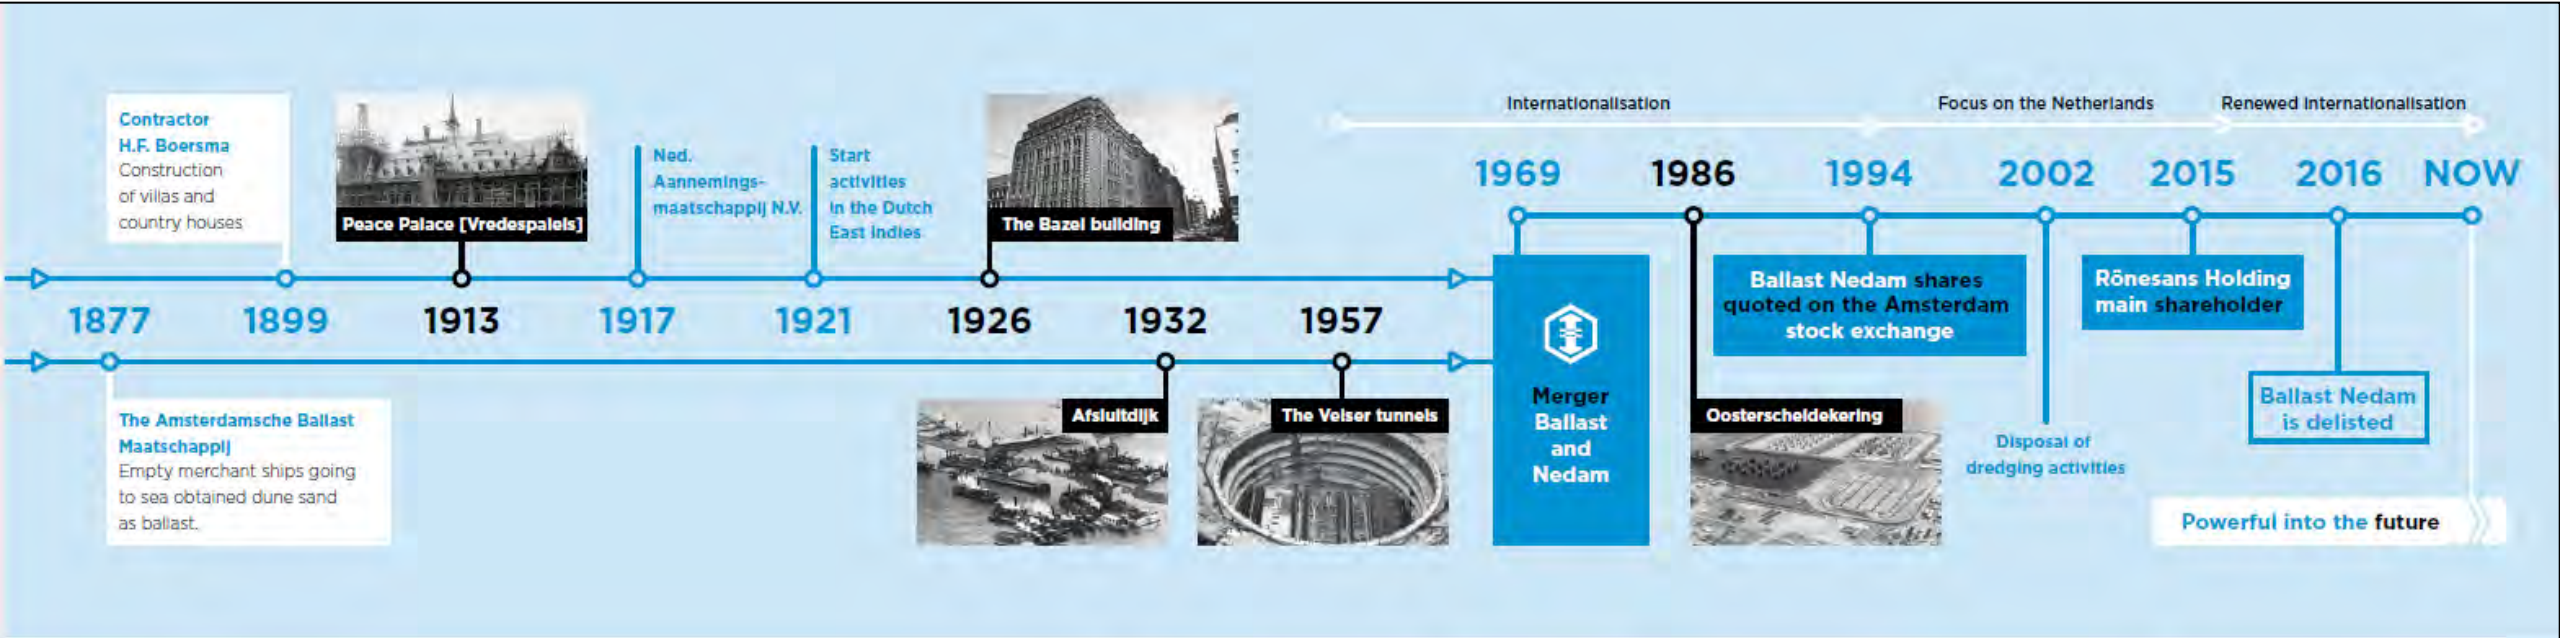 Contractor
H.F. Boersma
Construction
of villas and
country houses
Peace Palace [Vredespaleis]
Ned.
Aannemings-
maatschappij N.V.
Start
activities
in the Dutch
East Indies
The Bazel building
1877 1899 1913 1917 1921 1926 1932 1957
The Amsterdamsche Ballast
Maatschappij
Empty merchant ships going
to sea obtained dune sand
as ballast.
Afsluitdijk
The Velser tunnels
Internationalisation
Focus on the Netherlands
Renewed internationalisation
1969 1986 1994 2002 2015 2016 NOW
Merger
Ballast
and
Nedam
Ballast Nedam shares
quoted on the Amsterdam
stock exchange
Oosterscheldekering
Disposal of
dredging activities
Rönesans Holding
main shareholder
Ballast Nedam
is delisted
Powerful into the future